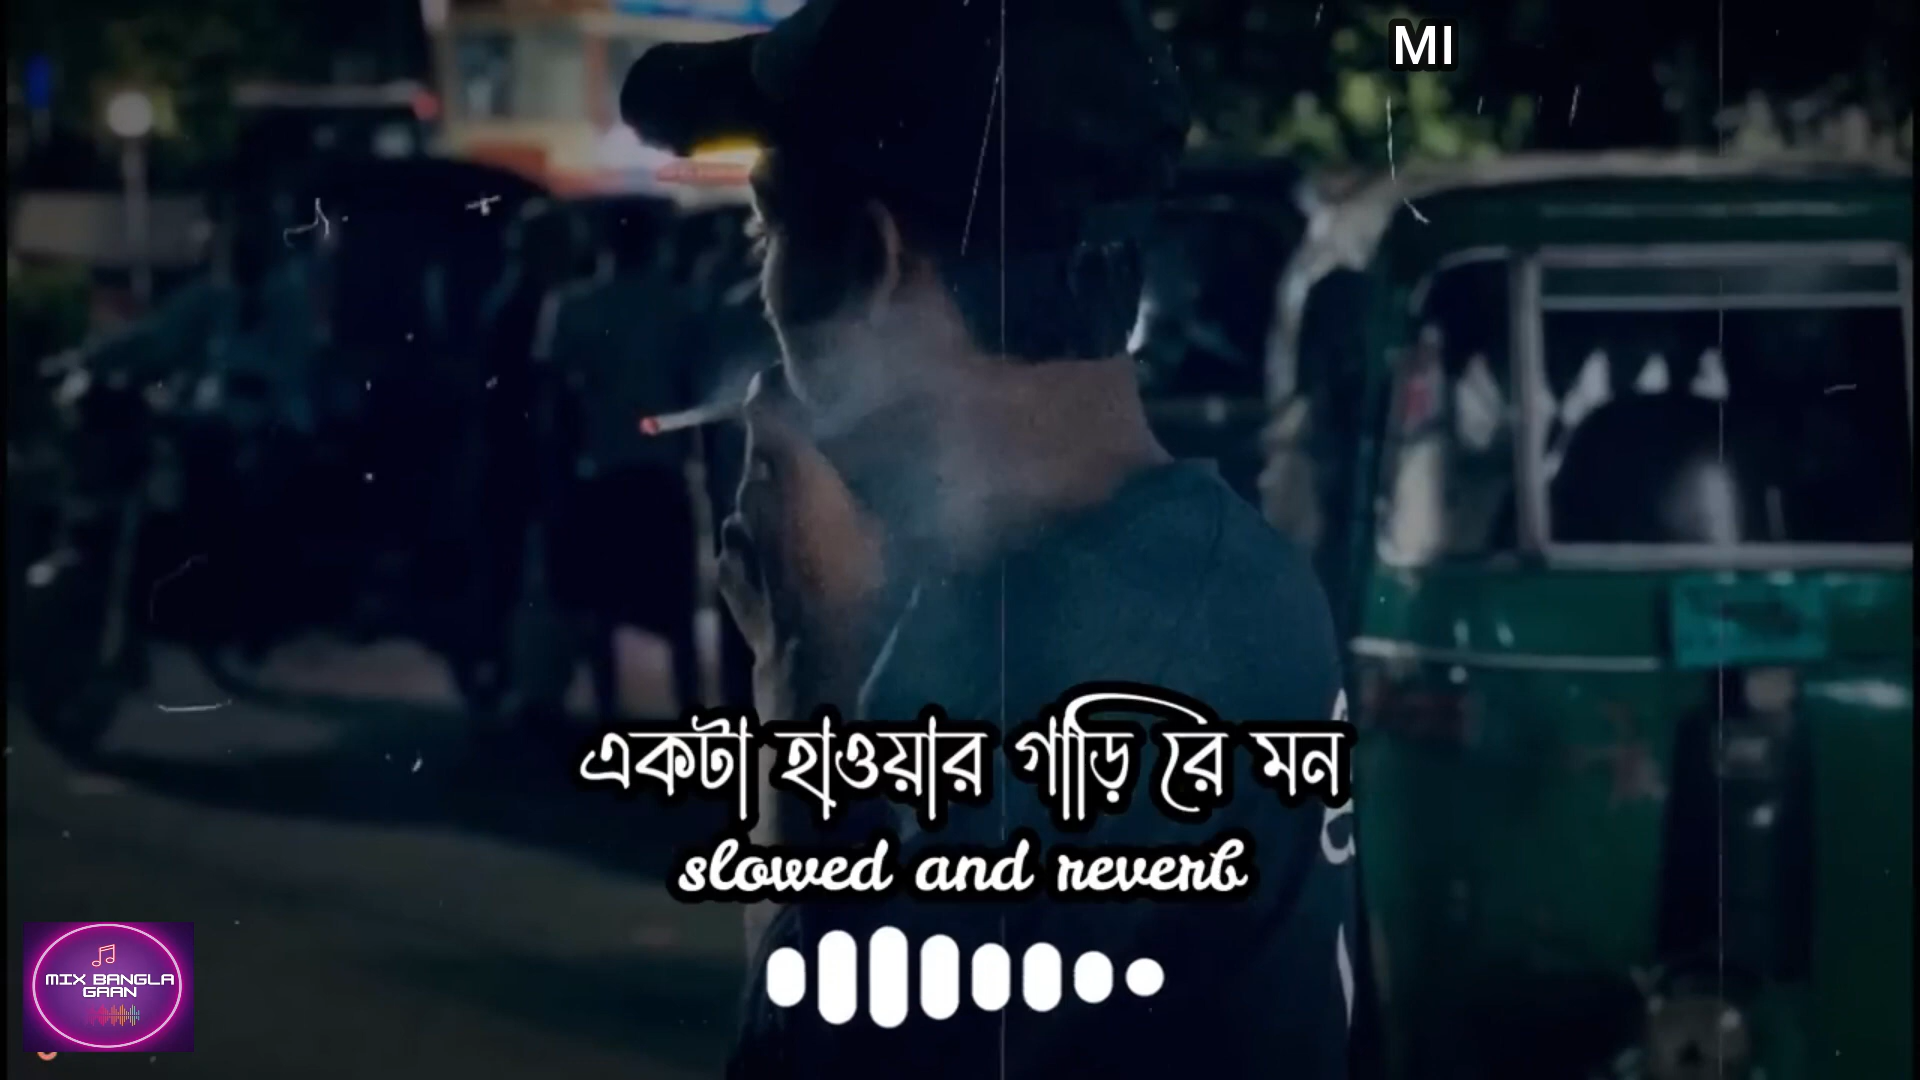 MI
একটা হাওয়ার গাড়ি রে মন
slowed and reverb
MIX BANGLA
GAAN